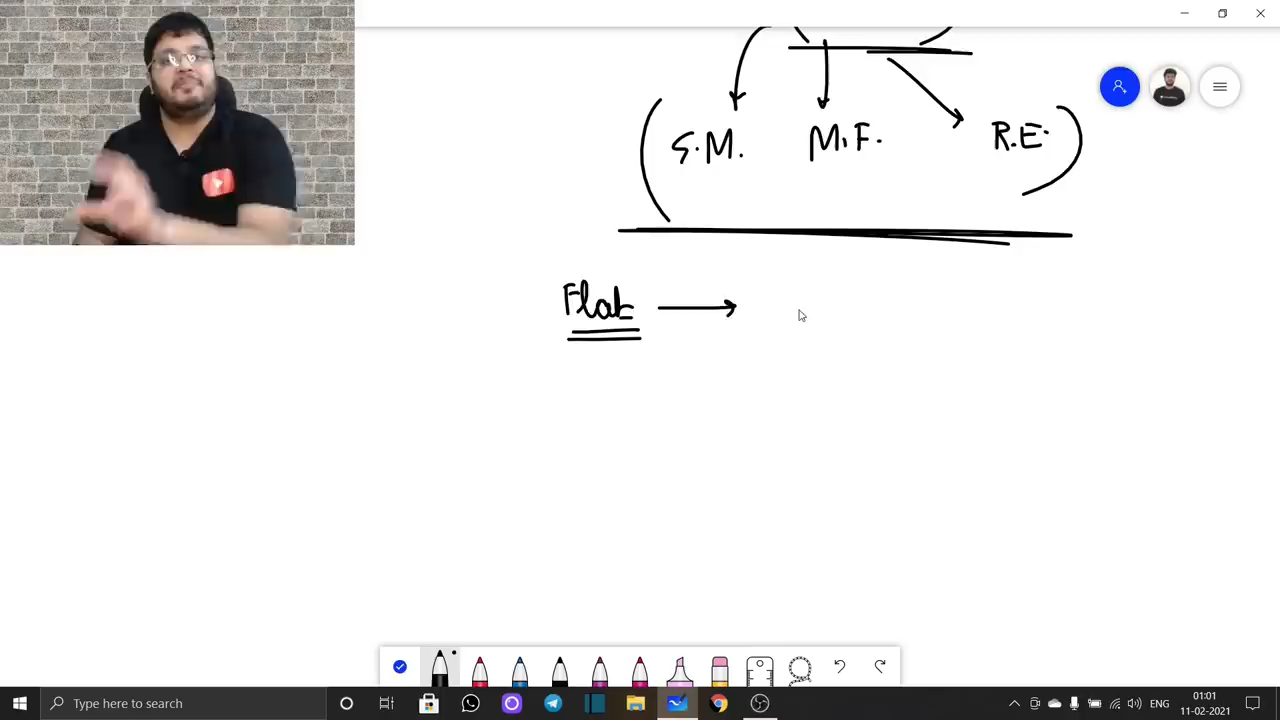 S.M. M.F. R.E.
Flat
Type here to search
ENG
01:01
11-02-2021